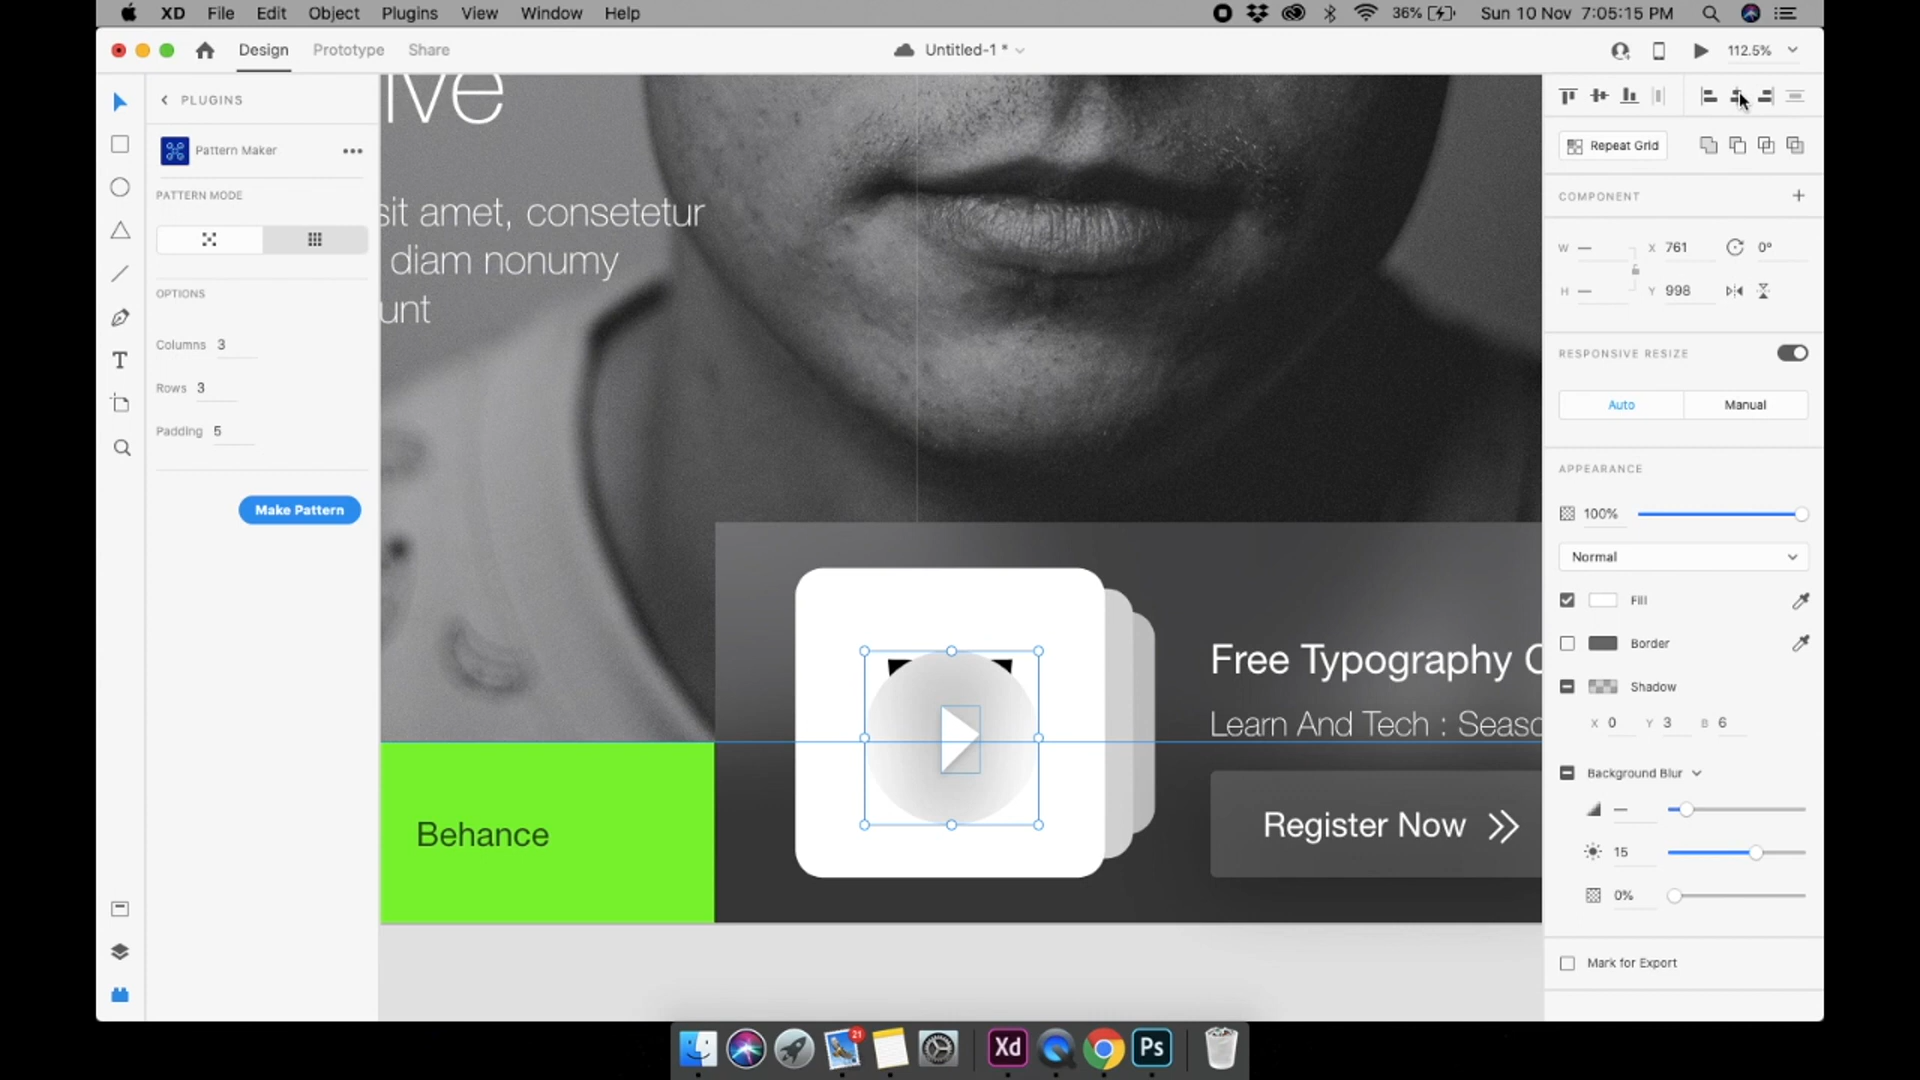 XD File Edit Object Plugins View Window Help
36% Sun 10 Nov 7:05:15 PM
Design Prototype Share
Untitled-1 *
112.5%
PLUGINS
Pattern Maker
PATTERN MODE
OPTIONS
Columns 3
Rows 3
Padding 5
Make Pattern
ive
sit amet, consetetur
diam nonumy
unt
Behance
Free Typography C
Learn And Tech : Seaso
Register Now
Repeat Grid
COMPONENT
W — X 761 0°
H — Y 998
RESPONSIVE RESIZE
Auto Manual
APPEARANCE
100%
Normal
Fill
Border
Shadow
X 0 Y 3 B 6
Background Blur
—
15
0%
Mark for Export
21
Xd
Ps